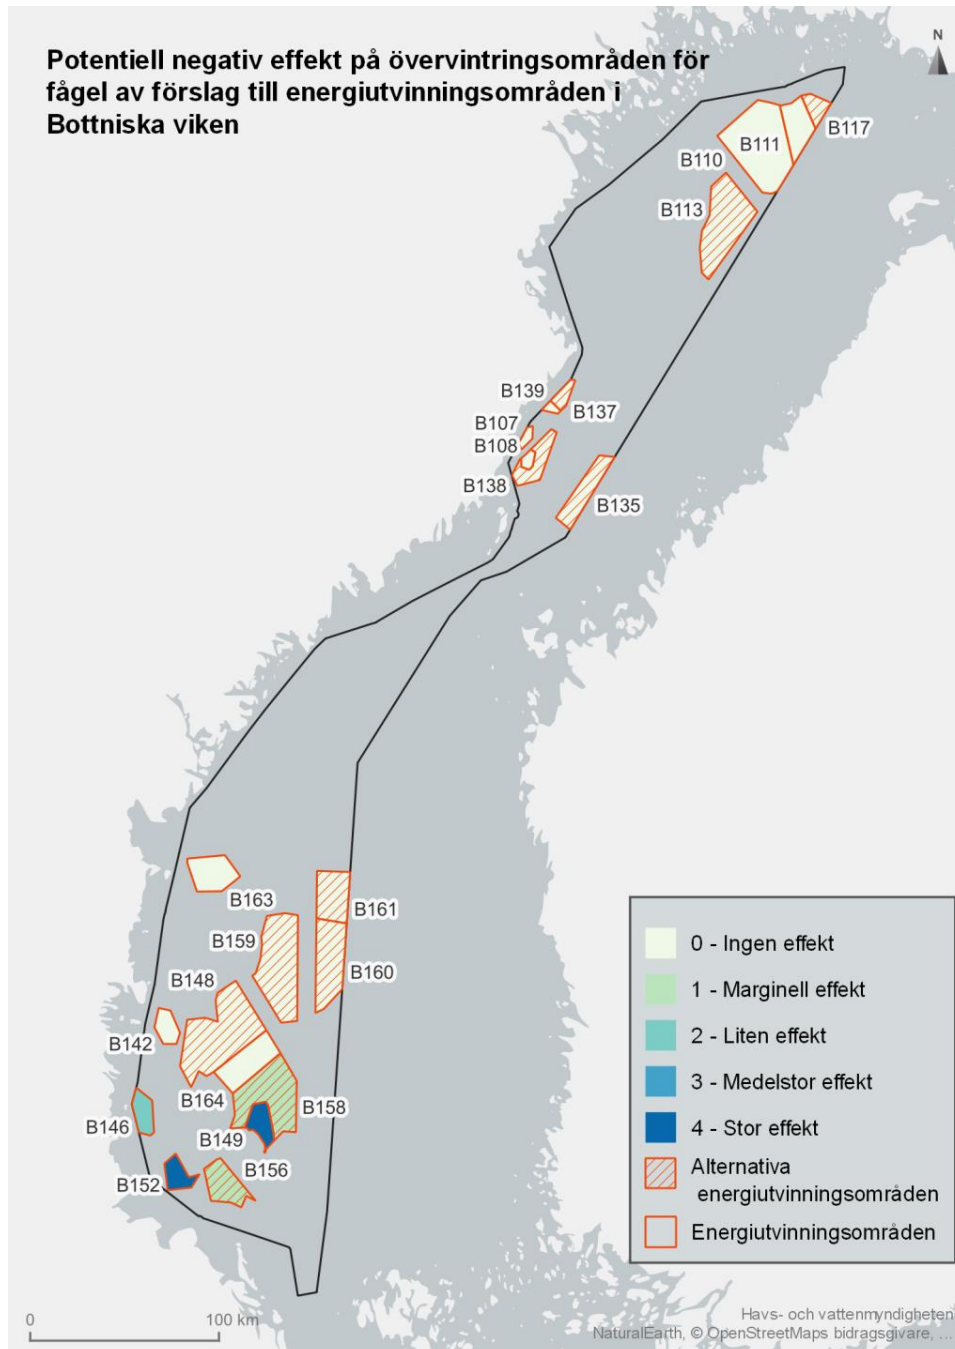 Potentiell negativ effekt på övervintringsområden för
fågel av förslag till energiutvinningsområden i
Bottniska viken
N
B117
B111
B110
B113
B139
B137
B107
B108
B138
B135
B163
B161
B159
B160
B148
B142
B164
B158
B146
B149
B156
B152
0 - Ingen effekt
1 - Marginell effekt
2 - Liten effekt
3 - Medelstor effekt
4 - Stor effekt
Alternativa
energiutvinningsområden
Energiutvinningsområden
0
100 km
Havs- och vattenmyndigheten
NaturalEarth, © OpenStreetMaps bidragsgivare, ...